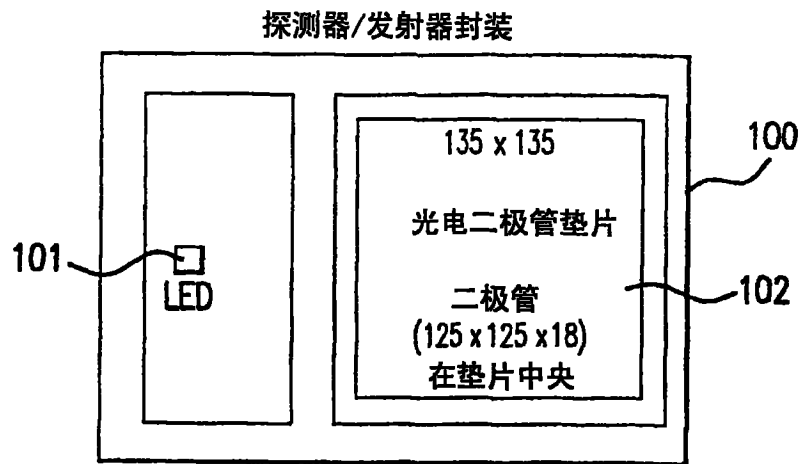 探测器/发射器封装
135 x 135
100
光电二极管垫片
101
LED
二极管
102
(125 x 125 x 18)
在垫片中央